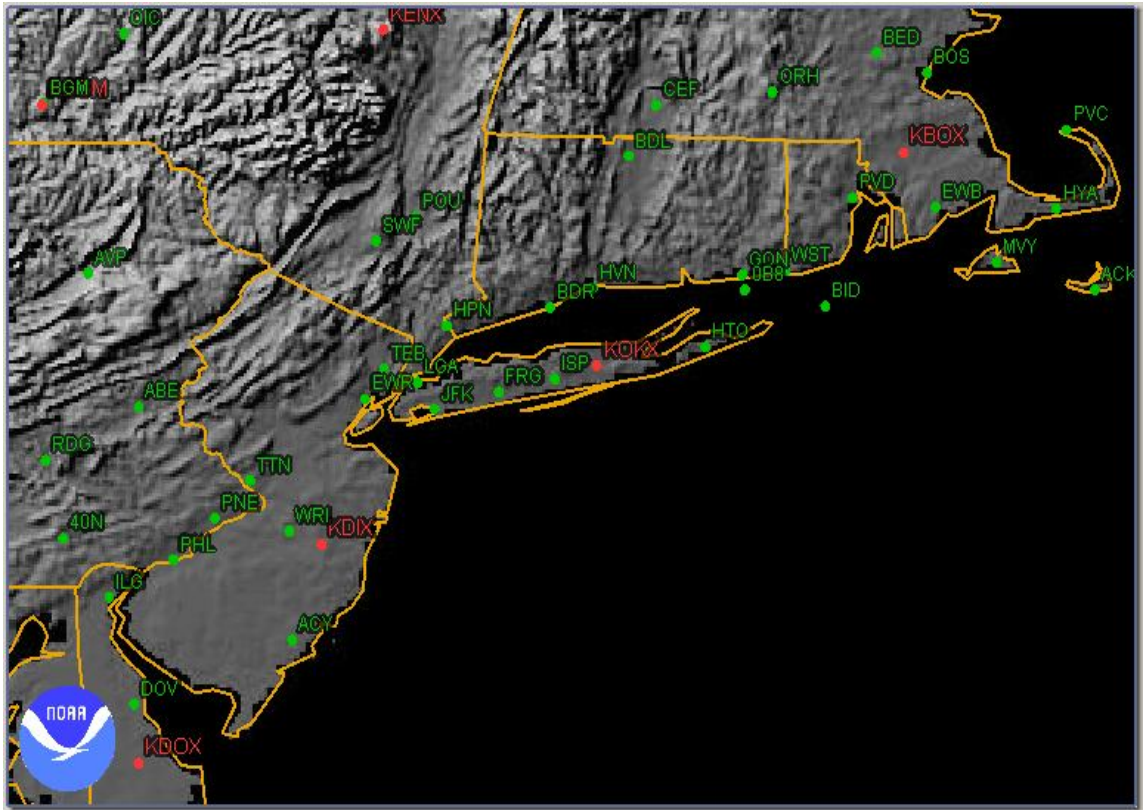 OIC
KENX
BED
BOS
BGM M
CEF
ORH
PVC
BDL
KBOX
PVD
EWB
HYA
POU
SWF
AVP
GON
WST
MVY
0B8
ACK
HVN
BDR
BID
HPN
HTO
TEB
LGA
KOKX
ISP
EWR
FRG
ABE
JFK
RDG
TTN
PNE
WRI
KDIX
40N
PHL
ILG
ACY
DOV
NOAA
KDOX